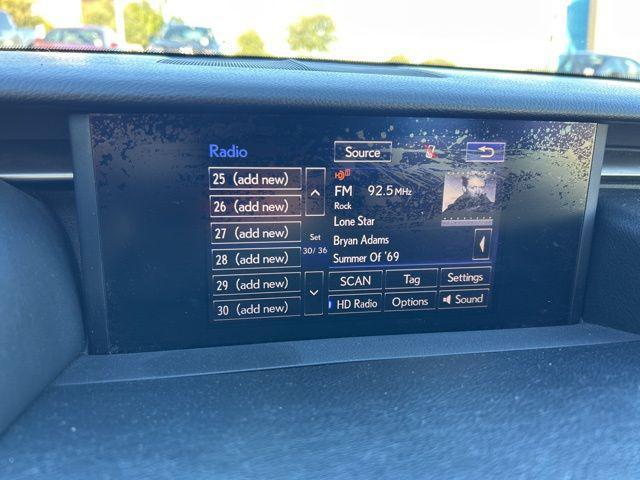 Radio
Source
25 (add new)
26 (add new)
27 (add new)
28 (add new)
29 (add new)
30 (add new)
Set
30/36
FM 92.5MHz
Rock
Lone Star
Bryan Adams
Summer Of '69
SCAN
Tag
Settings
HD Radio
Options
Sound